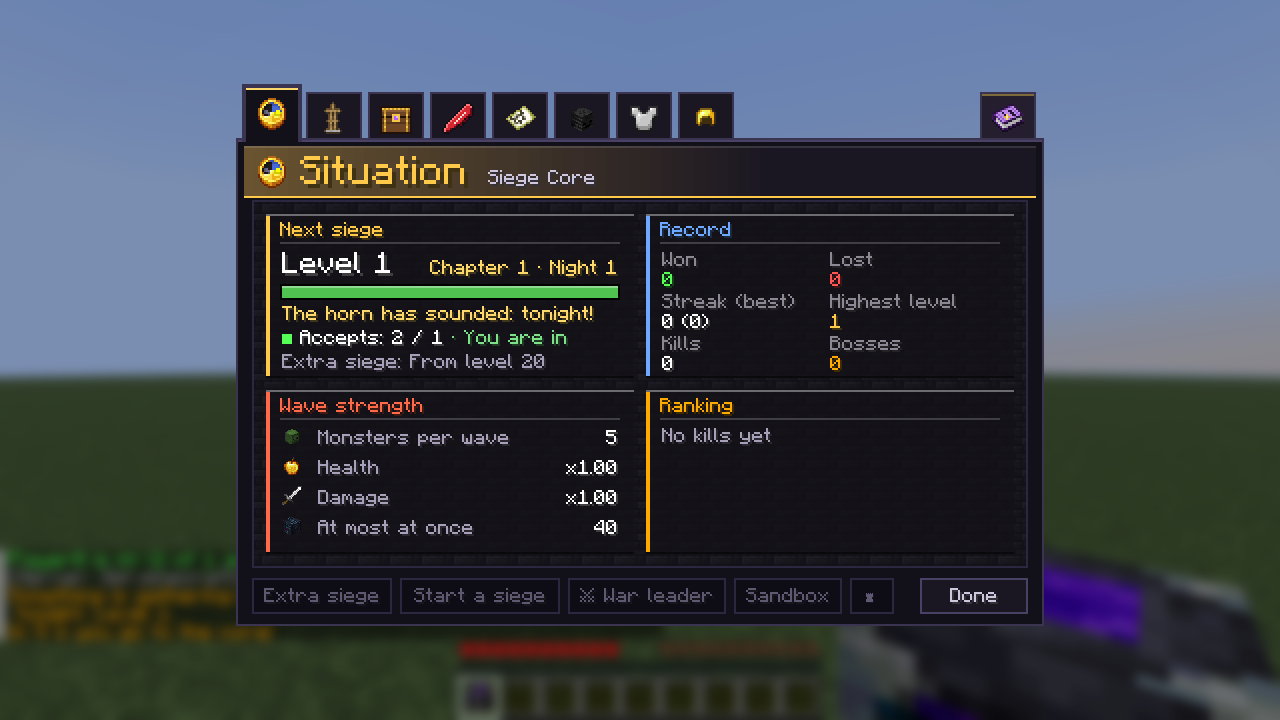 Situation Siege Core
Next siege
Level 1 Chapter 1 · Night 1
The horn has sounded: tonight!
Accepts: 2 / 1 · You are in
Extra siege: From level 20
Record
Won Lost
0 0
Streak (best) Highest level
0 (0) 1
Kills Bosses
0 0
Wave strength
Monsters per wave 5
Health x1.00
Damage x1.00
At most at once 40
Ranking
No kills yet
Extra siege Start a siege ⚔ War leader Sandbox Done